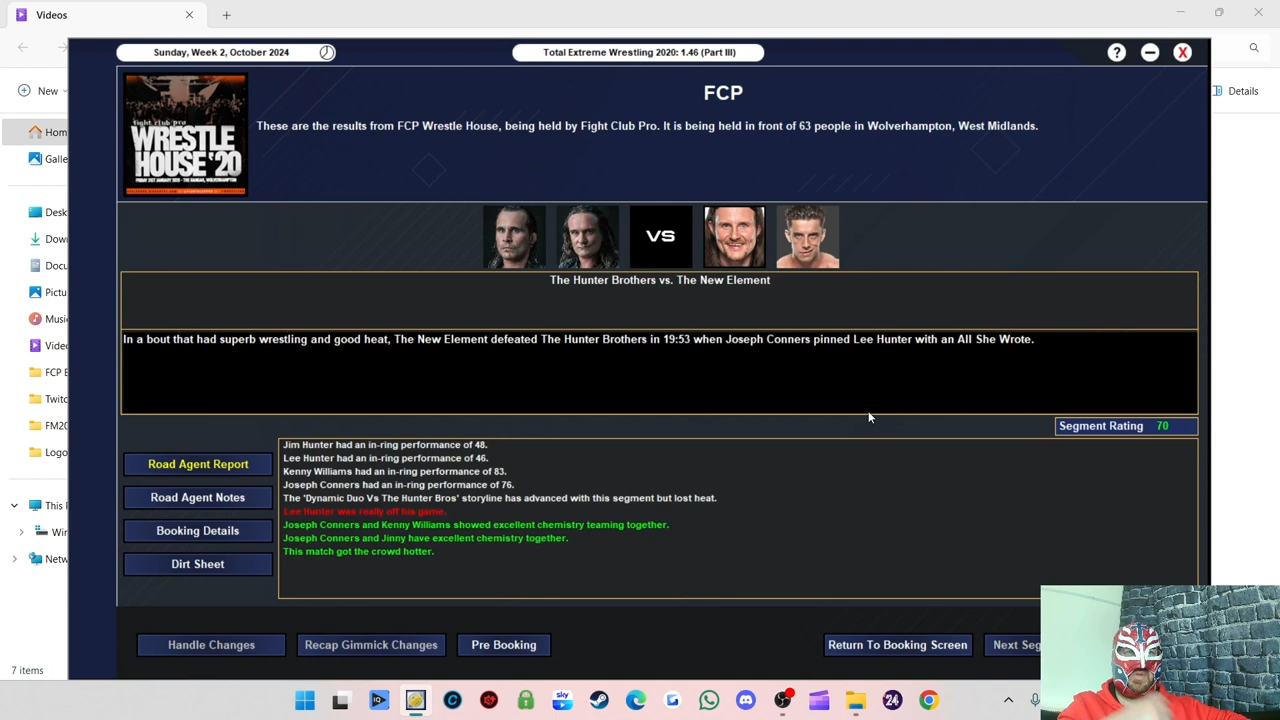 Videos
Sunday, Week 2, October 2024
Total Extreme Wrestling 2020: 1.46 (Part III)
?
X
New
Details
Home
Galle
Desk
Down
Docu
Pictu
Music
Video
FCP E
Twitc
FM20
Logo
This
Win
Netw
7 items
fight club pro
WRESTLE
HOUSE '20
FCP
These are the results from FCP Wrestle House, being held by Fight Club Pro. It is being held in front of 63 people in Wolverhampton, West Midlands.
VS
The Hunter Brothers vs. The New Element
In a bout that had superb wrestling and good heat, The New Element defeated The Hunter Brothers in 19:53 when Joseph Conners pinned Lee Hunter with an All She Wrote.
Segment Rating 70
Road Agent Report
Road Agent Notes
Booking Details
Dirt Sheet
Jim Hunter had an in-ring performance of 48.
Lee Hunter had an in-ring performance of 46.
Kenny Williams had an in-ring performance of 83.
Joseph Conners had an in-ring performance of 76.
The 'Dynamic Duo Vs The Hunter Bros' storyline has advanced with this segment but lost heat.
Lee Hunter was really off his game.
Joseph Conners and Kenny Williams showed excellent chemistry teaming together.
Joseph Conners and Jinny have excellent chemistry together.
This match got the crowd hotter.
Handle Changes
Recap Gimmick Changes
Pre Booking
Return To Booking Screen
Next Seg
sky
24